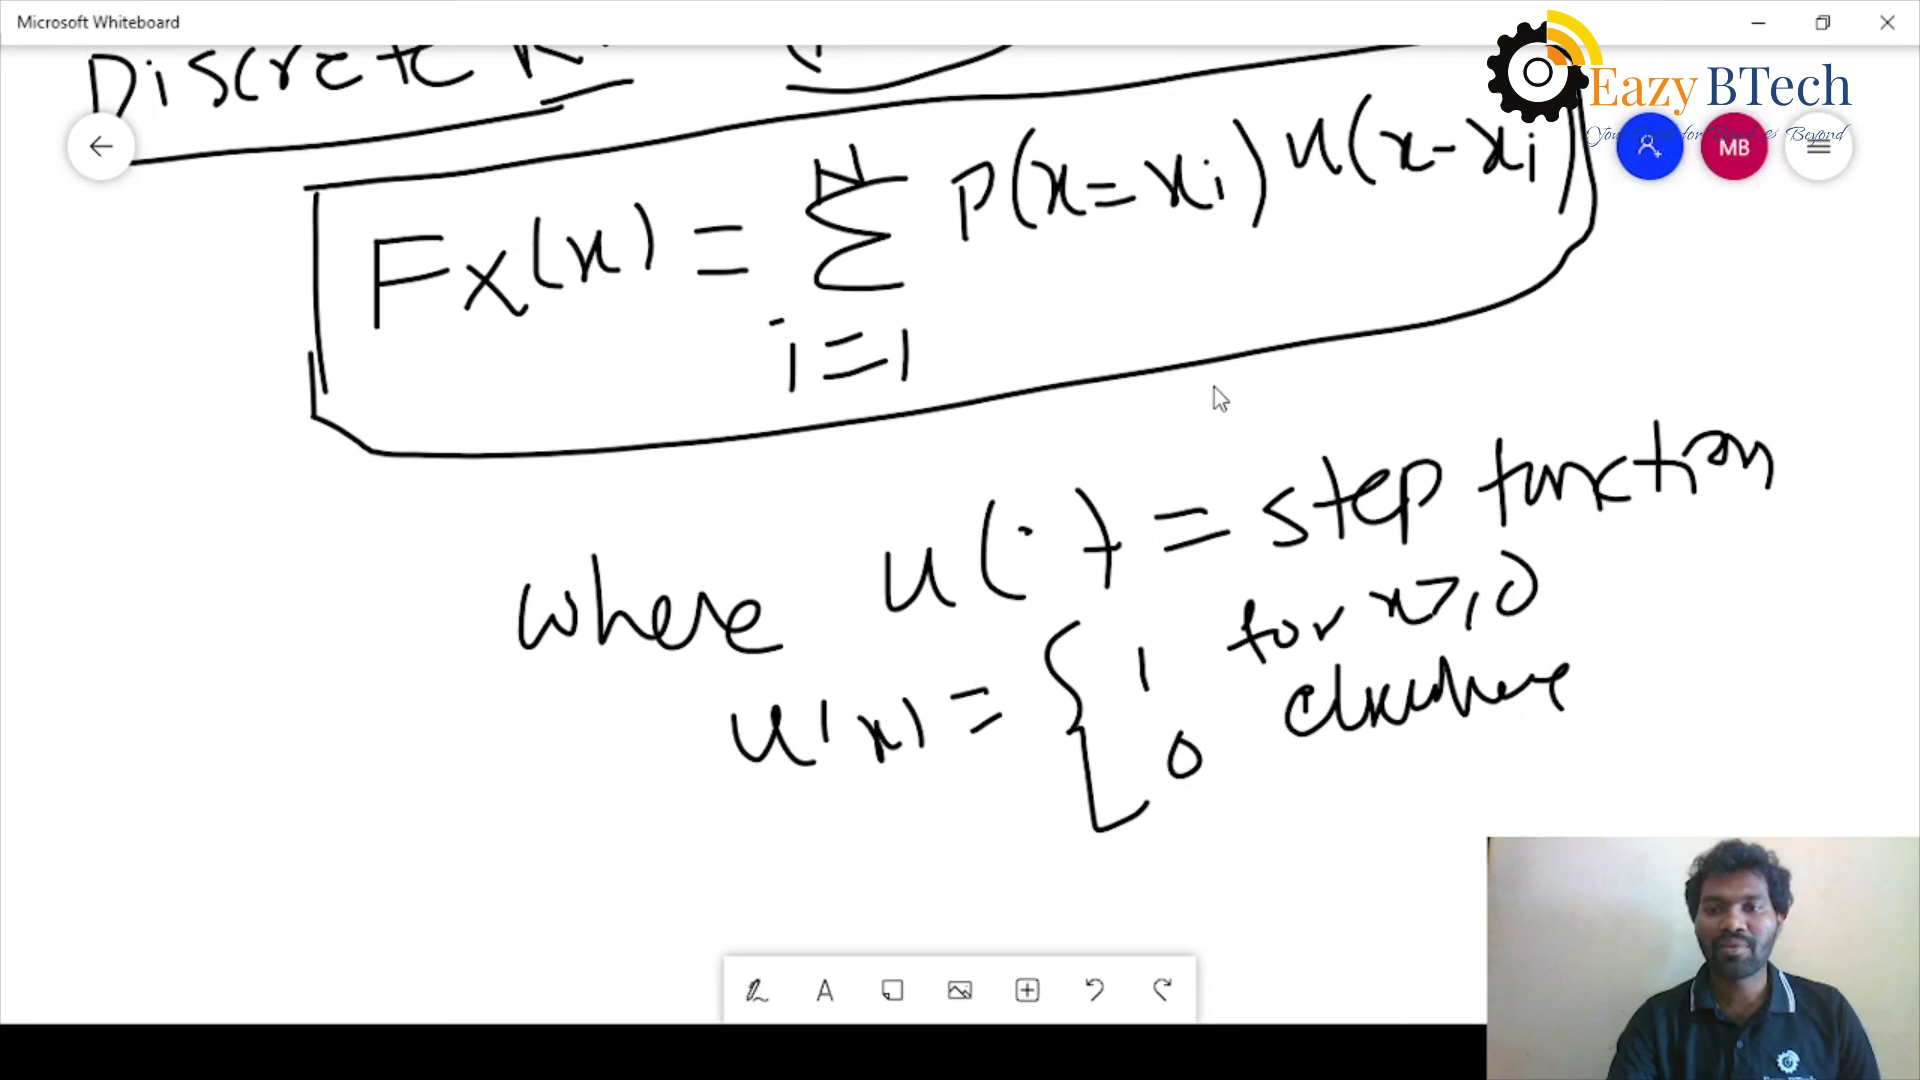 Microsoft Whiteboard
Eazy BTech
Discrete
MB
Fx(x) = N Σ i=1 P(x=xi) u(x-xi)
where u(·) = step function
u(x) = { 1 for x≥0
0 elsewhere